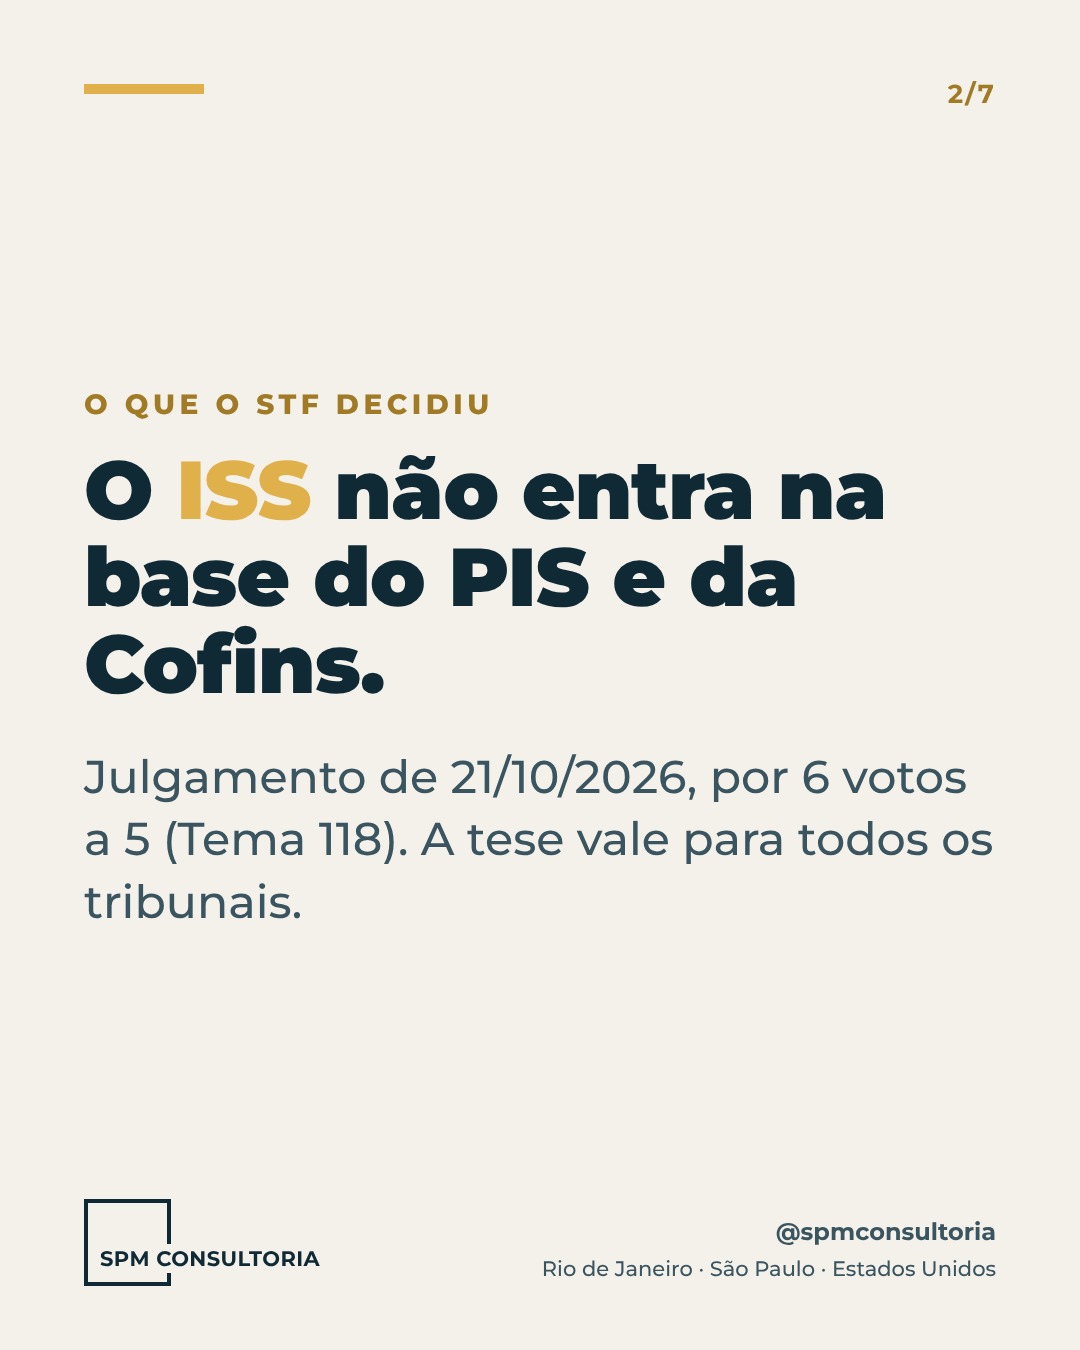 2/7
O QUE O STF DECIDIU
O ISS não entra na
base do PIS e da
Cofins.
Julgamento de 21/10/2026, por 6 votos
a 5 (Tema 118). A tese vale para todos os
tribunais.
SPM CONSULTORIA
@spmconsultoria
Rio de Janeiro · São Paulo · Estados Unidos